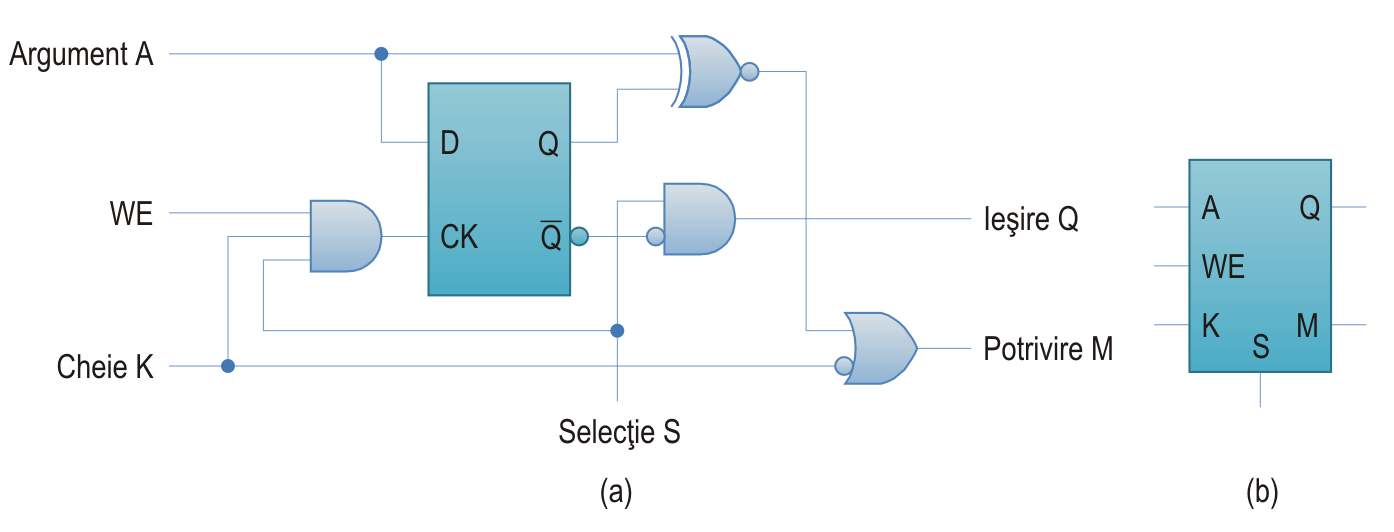 Argument A
D
Q
WE
CK
Q̅
Ieşire Q
Cheie K
Potrivire M
Selecţie S
(a)
A
Q
WE
K
M
S
(b)